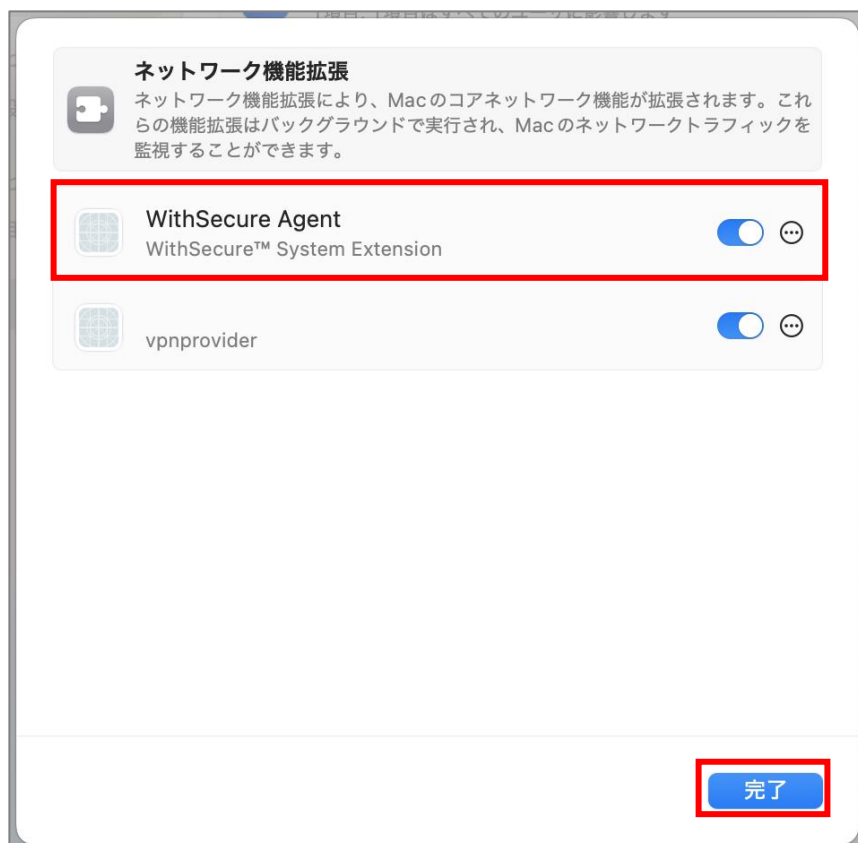 ネットワーク機能拡張
ネットワーク機能拡張により、Macのコアネットワーク機能が拡張されます。これ
らの機能拡張はバックグラウンドで実行され、Macのネットワークトラフィックを
監視することができます。
WithSecure Agent
WithSecure™ System Extension
vpnprovider
完了